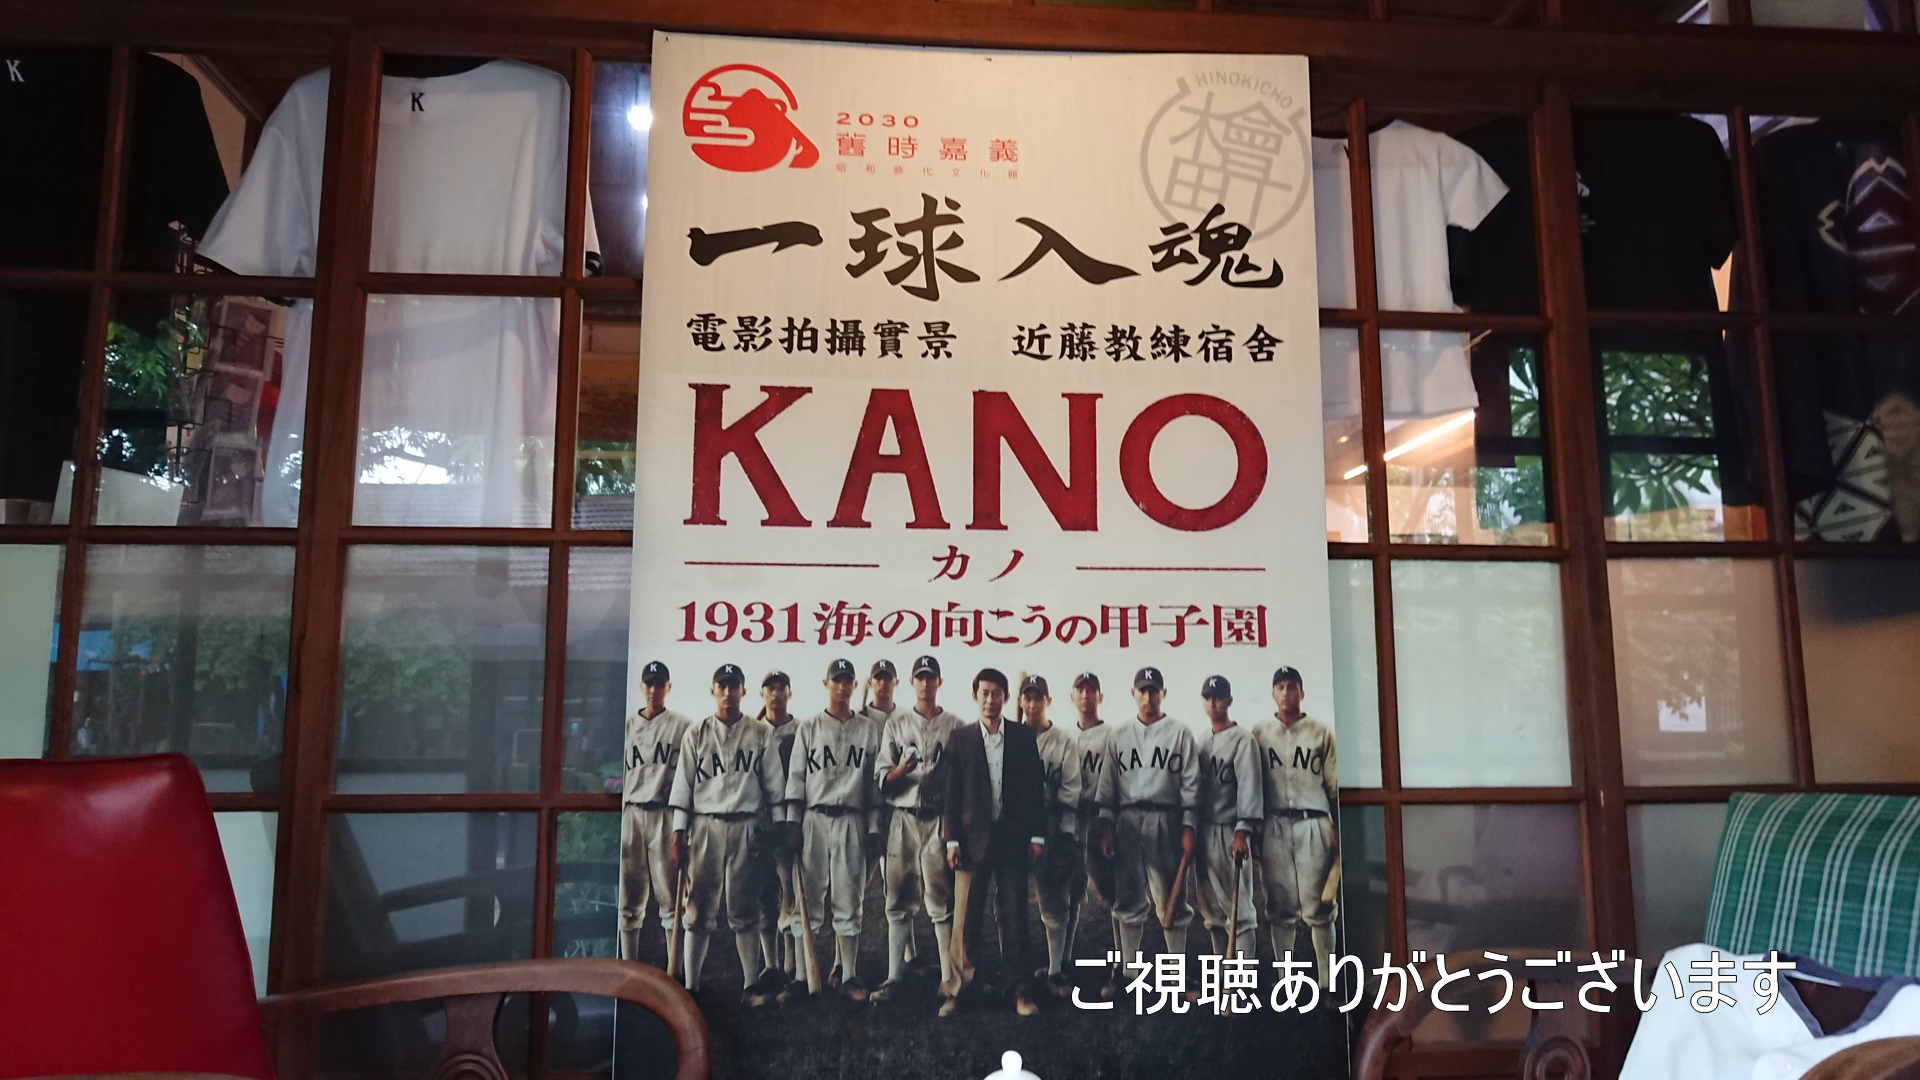 K
K
2030
舊時嘉義
昭和時代文化館
HINOKICHO
檜町
一球入魂
電影拍攝實景 近藤教練宿舍
KANO
カノ
1931海の向こうの甲子園
KANO
KANO
KANO
KANO
KANO
ご視聴ありがとうございます